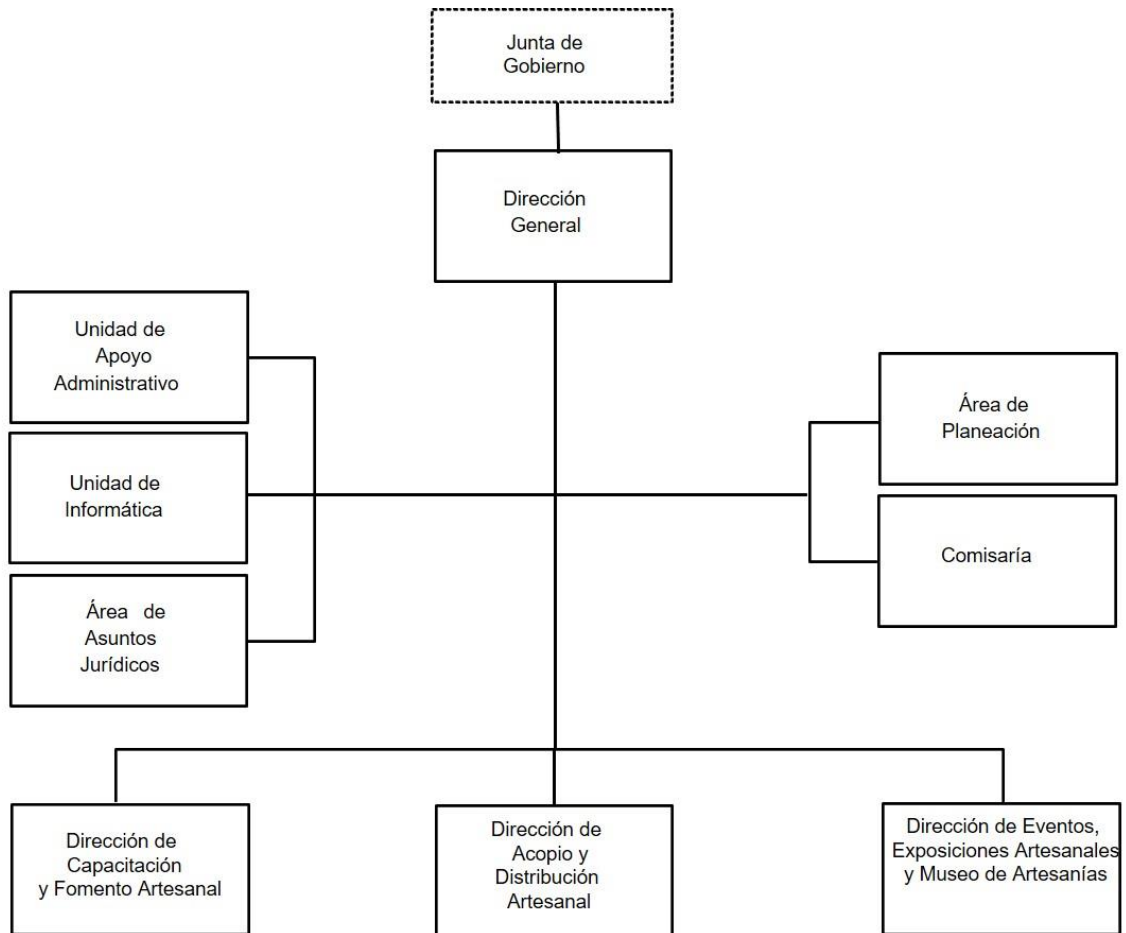 Junta de
Gobierno
Dirección
General
Unidad de
Apoyo
Administrativo
Unidad de
Informática
Área de
Asuntos
Jurídicos
Área de
Planeación
Comisaría
Dirección de
Capacitación
y Fomento Artesanal
Dirección de
Acopio y
Distribución
Artesanal
Dirección de Eventos,
Exposiciones Artesanales
y Museo de Artesanías